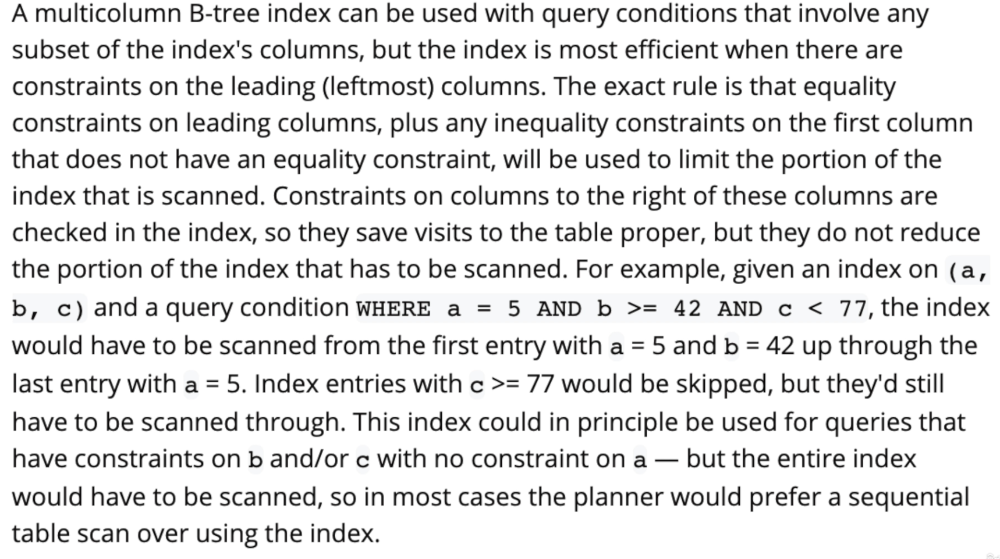 A multicolumn B-tree index can be used with query conditions that involve any
subset of the index's columns, but the index is most efficient when there are
constraints on the leading (leftmost) columns. The exact rule is that equality
constraints on leading columns, plus any inequality constraints on the first column
that does not have an equality constraint, will be used to limit the portion of the
index that is scanned. Constraints on columns to the right of these columns are
checked in the index, so they save visits to the table proper, but they do not reduce
the portion of the index that has to be scanned. For example, given an index on (a,
b, c) and a query condition WHERE a = 5 AND b >= 42 AND c < 77, the index
would have to be scanned from the first entry with a = 5 and b = 42 up through the
last entry with a = 5. Index entries with c >= 77 would be skipped, but they'd still
have to be scanned through. This index could in principle be used for queries that
have constraints on b and/or c with no constraint on a — but the entire index
would have to be scanned, so in most cases the planner would prefer a sequential
table scan over using the index.